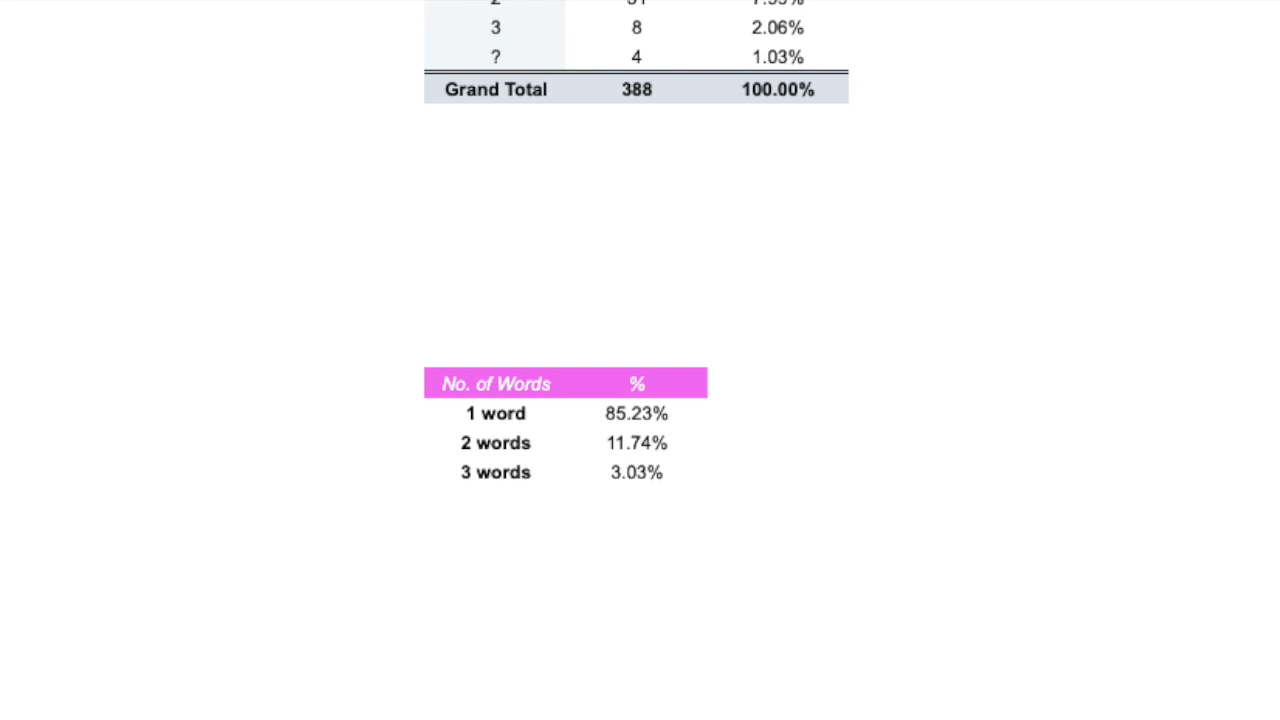 3 8 2.06%
? 4 1.03%
Grand Total 388 100.00%
No. of Words %
1 word 85.23%
2 words 11.74%
3 words 3.03%